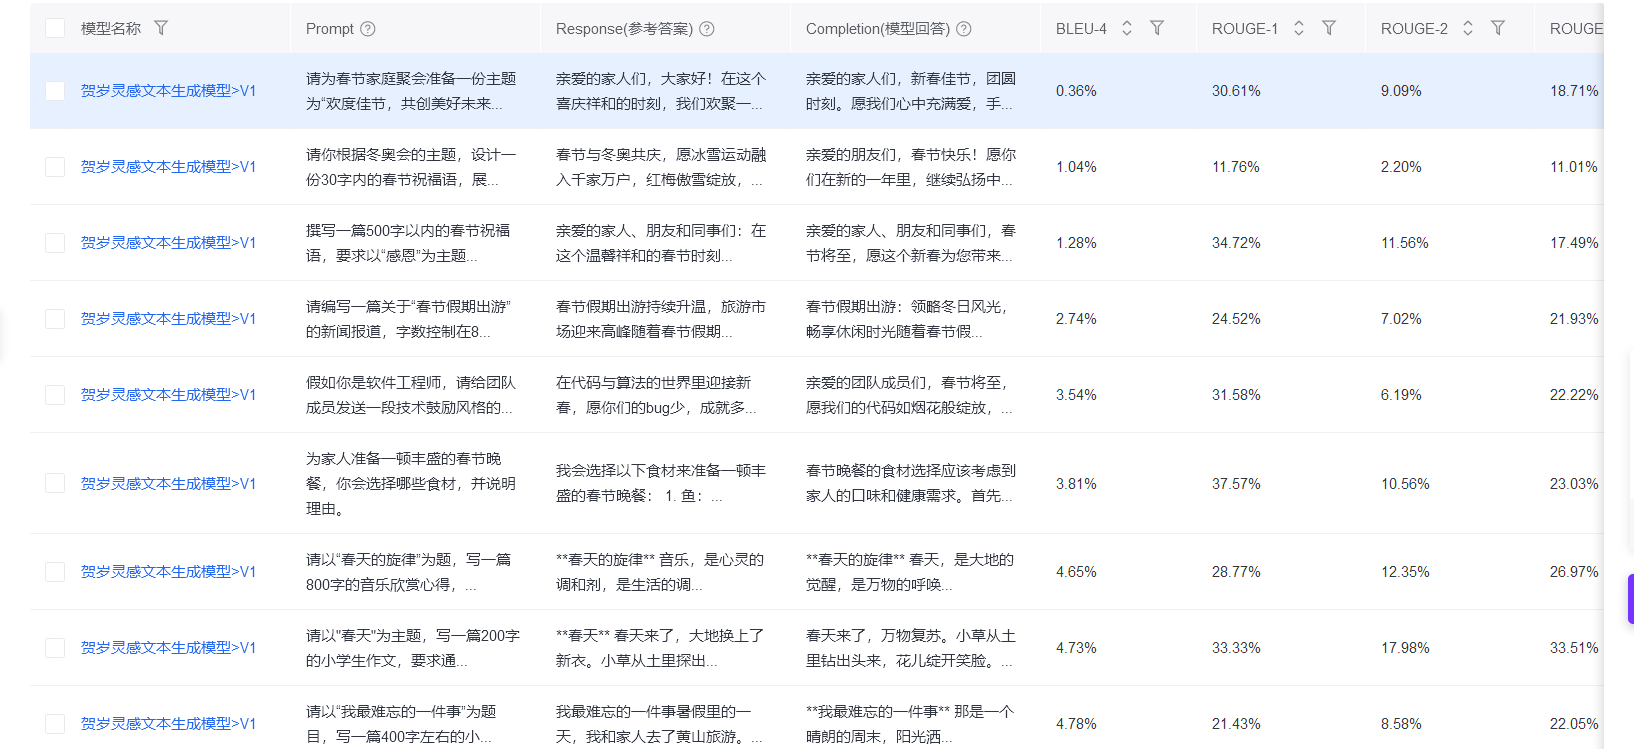 模型名称 Prompt Response(参考答案) Completion(模型回答) BLEU-4 ROUGE-1 ROUGE-2 ROUGE
贺岁灵感文本生成模型>V1 0.36% 30.61% 9.09% 18.71%
请为春节家庭聚会准备一份主题
为“欢度佳节，共创美好未来...
亲爱的家人们，大家好！在这个
喜庆祥和的时刻，我们欢聚一...
亲爱的家人们，新春佳节，团圆
时刻。愿我们心中充满爱，手...
贺岁灵感文本生成模型>V1 1.04% 11.76% 2.20% 11.01%
请你根据冬奥会的主题，设计一
份30字内的春节祝福语，展...
春节与冬奥共庆，愿冰雪运动融
入千家万户，红梅傲雪绽放，...
亲爱的朋友们，春节快乐！愿你
们在新的一年里，继续弘扬中...
贺岁灵感文本生成模型>V1 1.28% 34.72% 11.56% 17.49%
撰写一篇500字以内的春节祝福
语，要求以“感恩”为主题...
亲爱的家人、朋友和同事们：在
这个温馨祥和的春节时刻...
亲爱的家人、朋友和同事们，春
节将至，愿这个新春为您带来...
贺岁灵感文本生成模型>V1 2.74% 24.52% 7.02% 21.93%
请编写一篇关于“春节假期出游”
的新闻报道，字数控制在8...
春节假期出游持续升温，旅游市
场迎来高峰随着春节假期...
春节假期出游：领略冬日风光，
畅享休闲时光随着春节假...
贺岁灵感文本生成模型>V1 3.54% 31.58% 6.19% 22.22%
假如你是软件工程师，请给团队
成员发送一段技术鼓励风格的...
在代码与算法的世界里迎接新
春，愿你们的bug少，成就多...
亲爱的团队成员们，春节将至，
愿我们的代码如烟花般绽放，...
贺岁灵感文本生成模型>V1 3.81% 37.57% 10.56% 23.03%
为家人准备一顿丰盛的春节晚
餐，你会选择哪些食材，并说明
理由。
我会选择以下食材来准备一顿丰
盛的春节晚餐： 1. 鱼：...
春节晚餐的食材选择应该考虑到
家人的口味和健康需求。首先...
贺岁灵感文本生成模型>V1 4.65% 28.77% 12.35% 26.97%
请以“春天的旋律”为题，写一篇
800字的音乐欣赏心得，...
**春天的旋律** 音乐，是心灵的
调和剂，是生活的调...
**春天的旋律** 春天，是大地的
觉醒，是万物的呼唤...
贺岁灵感文本生成模型>V1 4.73% 33.33% 17.98% 33.51%
请以"春天"为主题，写一篇200字
的小学生作文，要求通...
**春天** 春天来了，大地换上了
新衣。小草从土里探出...
春天来了，万物复苏。小草从土
里钻出头来，花儿绽开笑脸。...
贺岁灵感文本生成模型>V1 4.78% 21.43% 8.58% 22.05%
请以“我最难忘的一件事”为题
目，写一篇400字左右的小...
我最难忘的一件事暑假里的一
天，我和家人去了黄山旅游。...
**我最难忘的一件事** 那是一个
晴朗的周末，阳光洒...